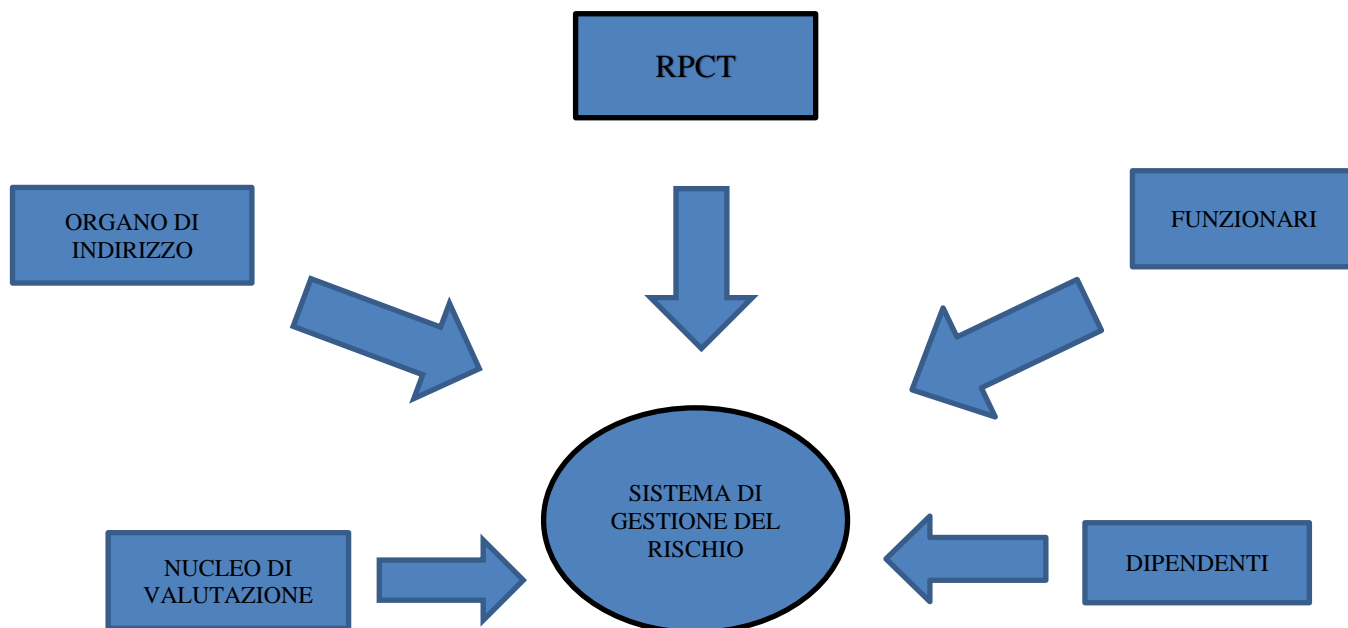 RPCT
ORGANO DI
INDIRIZZO
FUNZIONARI
SISTEMA DI
GESTIONE DEL
RISCHIO
NUCLEO DI
VALUTAZIONE
DIPENDENTI